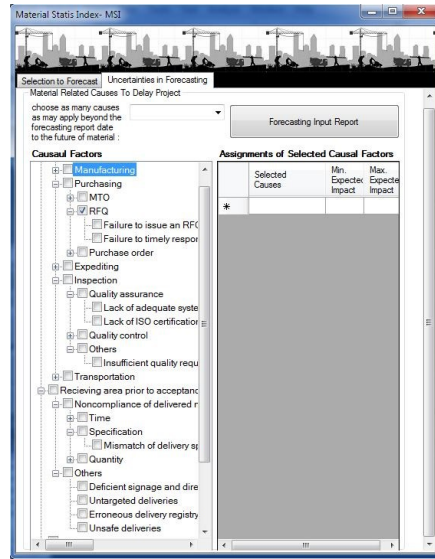 Material Statis Index- MSI
Selection to Forecast
Uncertainties in Forecasting
Material Related Causes To Delay Project
choose as many causes
as may apply beyond the
forecasting report date
to the future of material :
Forecasting Input Report
Causaul Factors
Manufacturing
Purchasing
MTO
RFQ
Failure to issue an RFQ
Failure to timely respor
Purchase order
Expediting
Inspection
Quality assurance
Lack of adequate syste
Lack of ISO certification
Quality control
Others
Insufficient quality requ
Transportation
Recieving area prior to acceptanc
Noncompliance of delivered r
Time
Specification
Mismatch of delivery sp
Quantity
Others
Deficient signage and dire
Untargeted deliveries
Erroneous delivery registry
Unsafe deliveries
Assignments of Selected Causal Factors
Selected
Causes
Min.
Expected
Impact
Max.
Expecte
Impact